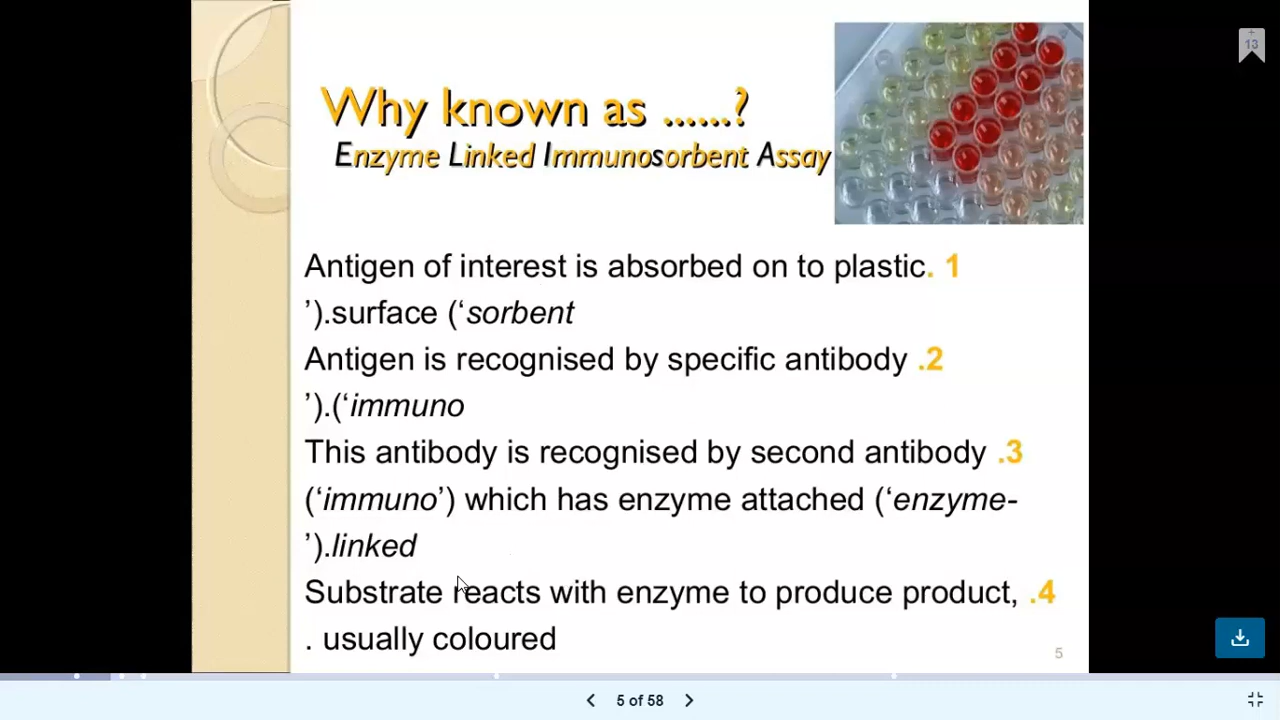 Why known as ......?
Enzyme Linked Immunosorbent Assay
Antigen of interest is absorbed on to plastic. 1
’).surface (‘sorbent
Antigen is recognised by specific antibody .2
’).(‘immuno
This antibody is recognised by second antibody .3
(‘immuno’) which has enzyme attached (‘enzyme-
’).linked
Substrate reacts with enzyme to produce product, .4
. usually coloured
5
13
5 of 58